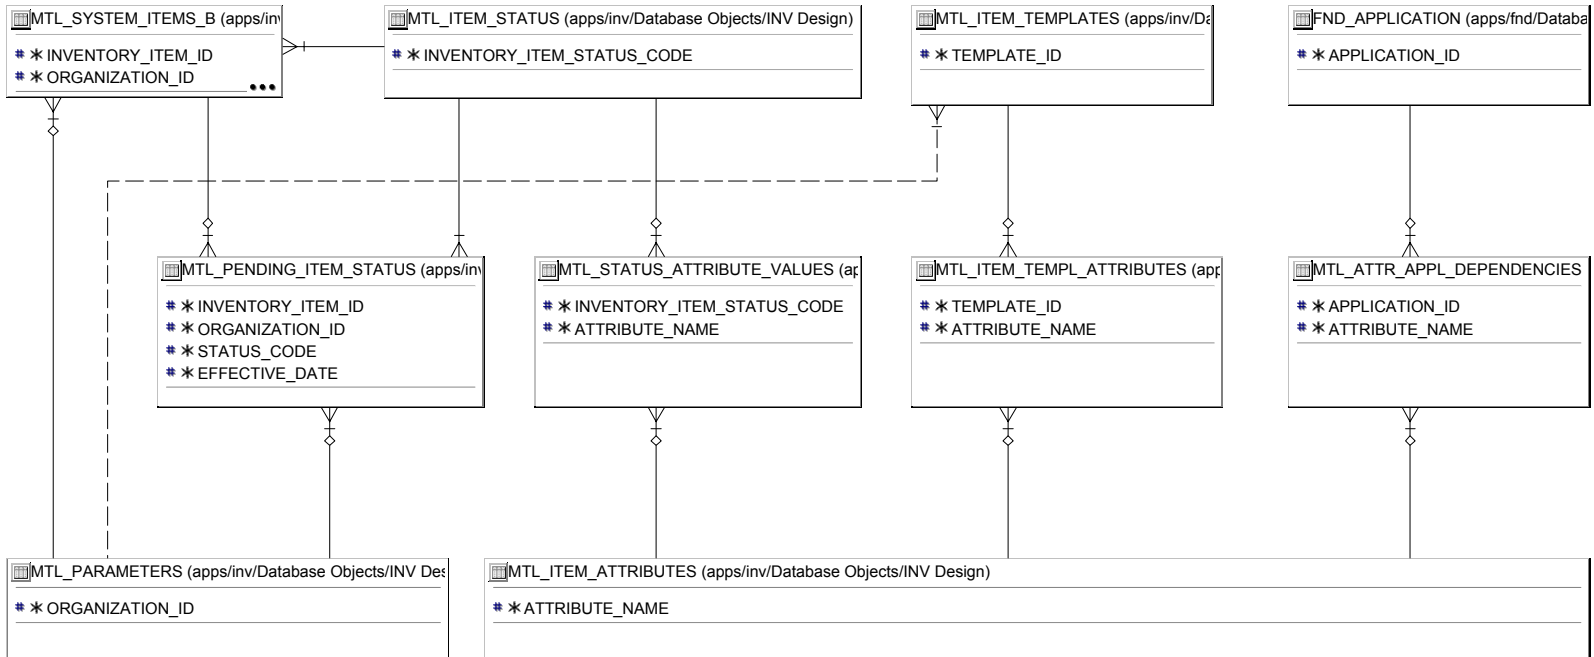 MTL_SYSTEM_ITEMS_B (apps/inv
# * INVENTORY_ITEM_ID
# * ORGANIZATION_ID
...
MTL_ITEM_STATUS (apps/inv/Database Objects/INV Design)
# * INVENTORY_ITEM_STATUS_CODE
MTL_ITEM_TEMPLATES (apps/inv/Da
# * TEMPLATE_ID
FND_APPLICATION (apps/fnd/Databa
# * APPLICATION_ID
MTL_PENDING_ITEM_STATUS (apps/inv
# * INVENTORY_ITEM_ID
# * ORGANIZATION_ID
# * STATUS_CODE
# * EFFECTIVE_DATE
MTL_STATUS_ATTRIBUTE_VALUES (ap
# * INVENTORY_ITEM_STATUS_CODE
# * ATTRIBUTE_NAME
MTL_ITEM_TEMPL_ATTRIBUTES (app
# * TEMPLATE_ID
# * ATTRIBUTE_NAME
MTL_ATTR_APPL_DEPENDENCIES
# * APPLICATION_ID
# * ATTRIBUTE_NAME
MTL_PARAMETERS (apps/inv/Database Objects/INV Des
# * ORGANIZATION_ID
MTL_ITEM_ATTRIBUTES (apps/inv/Database Objects/INV Design)
# * ATTRIBUTE_NAME